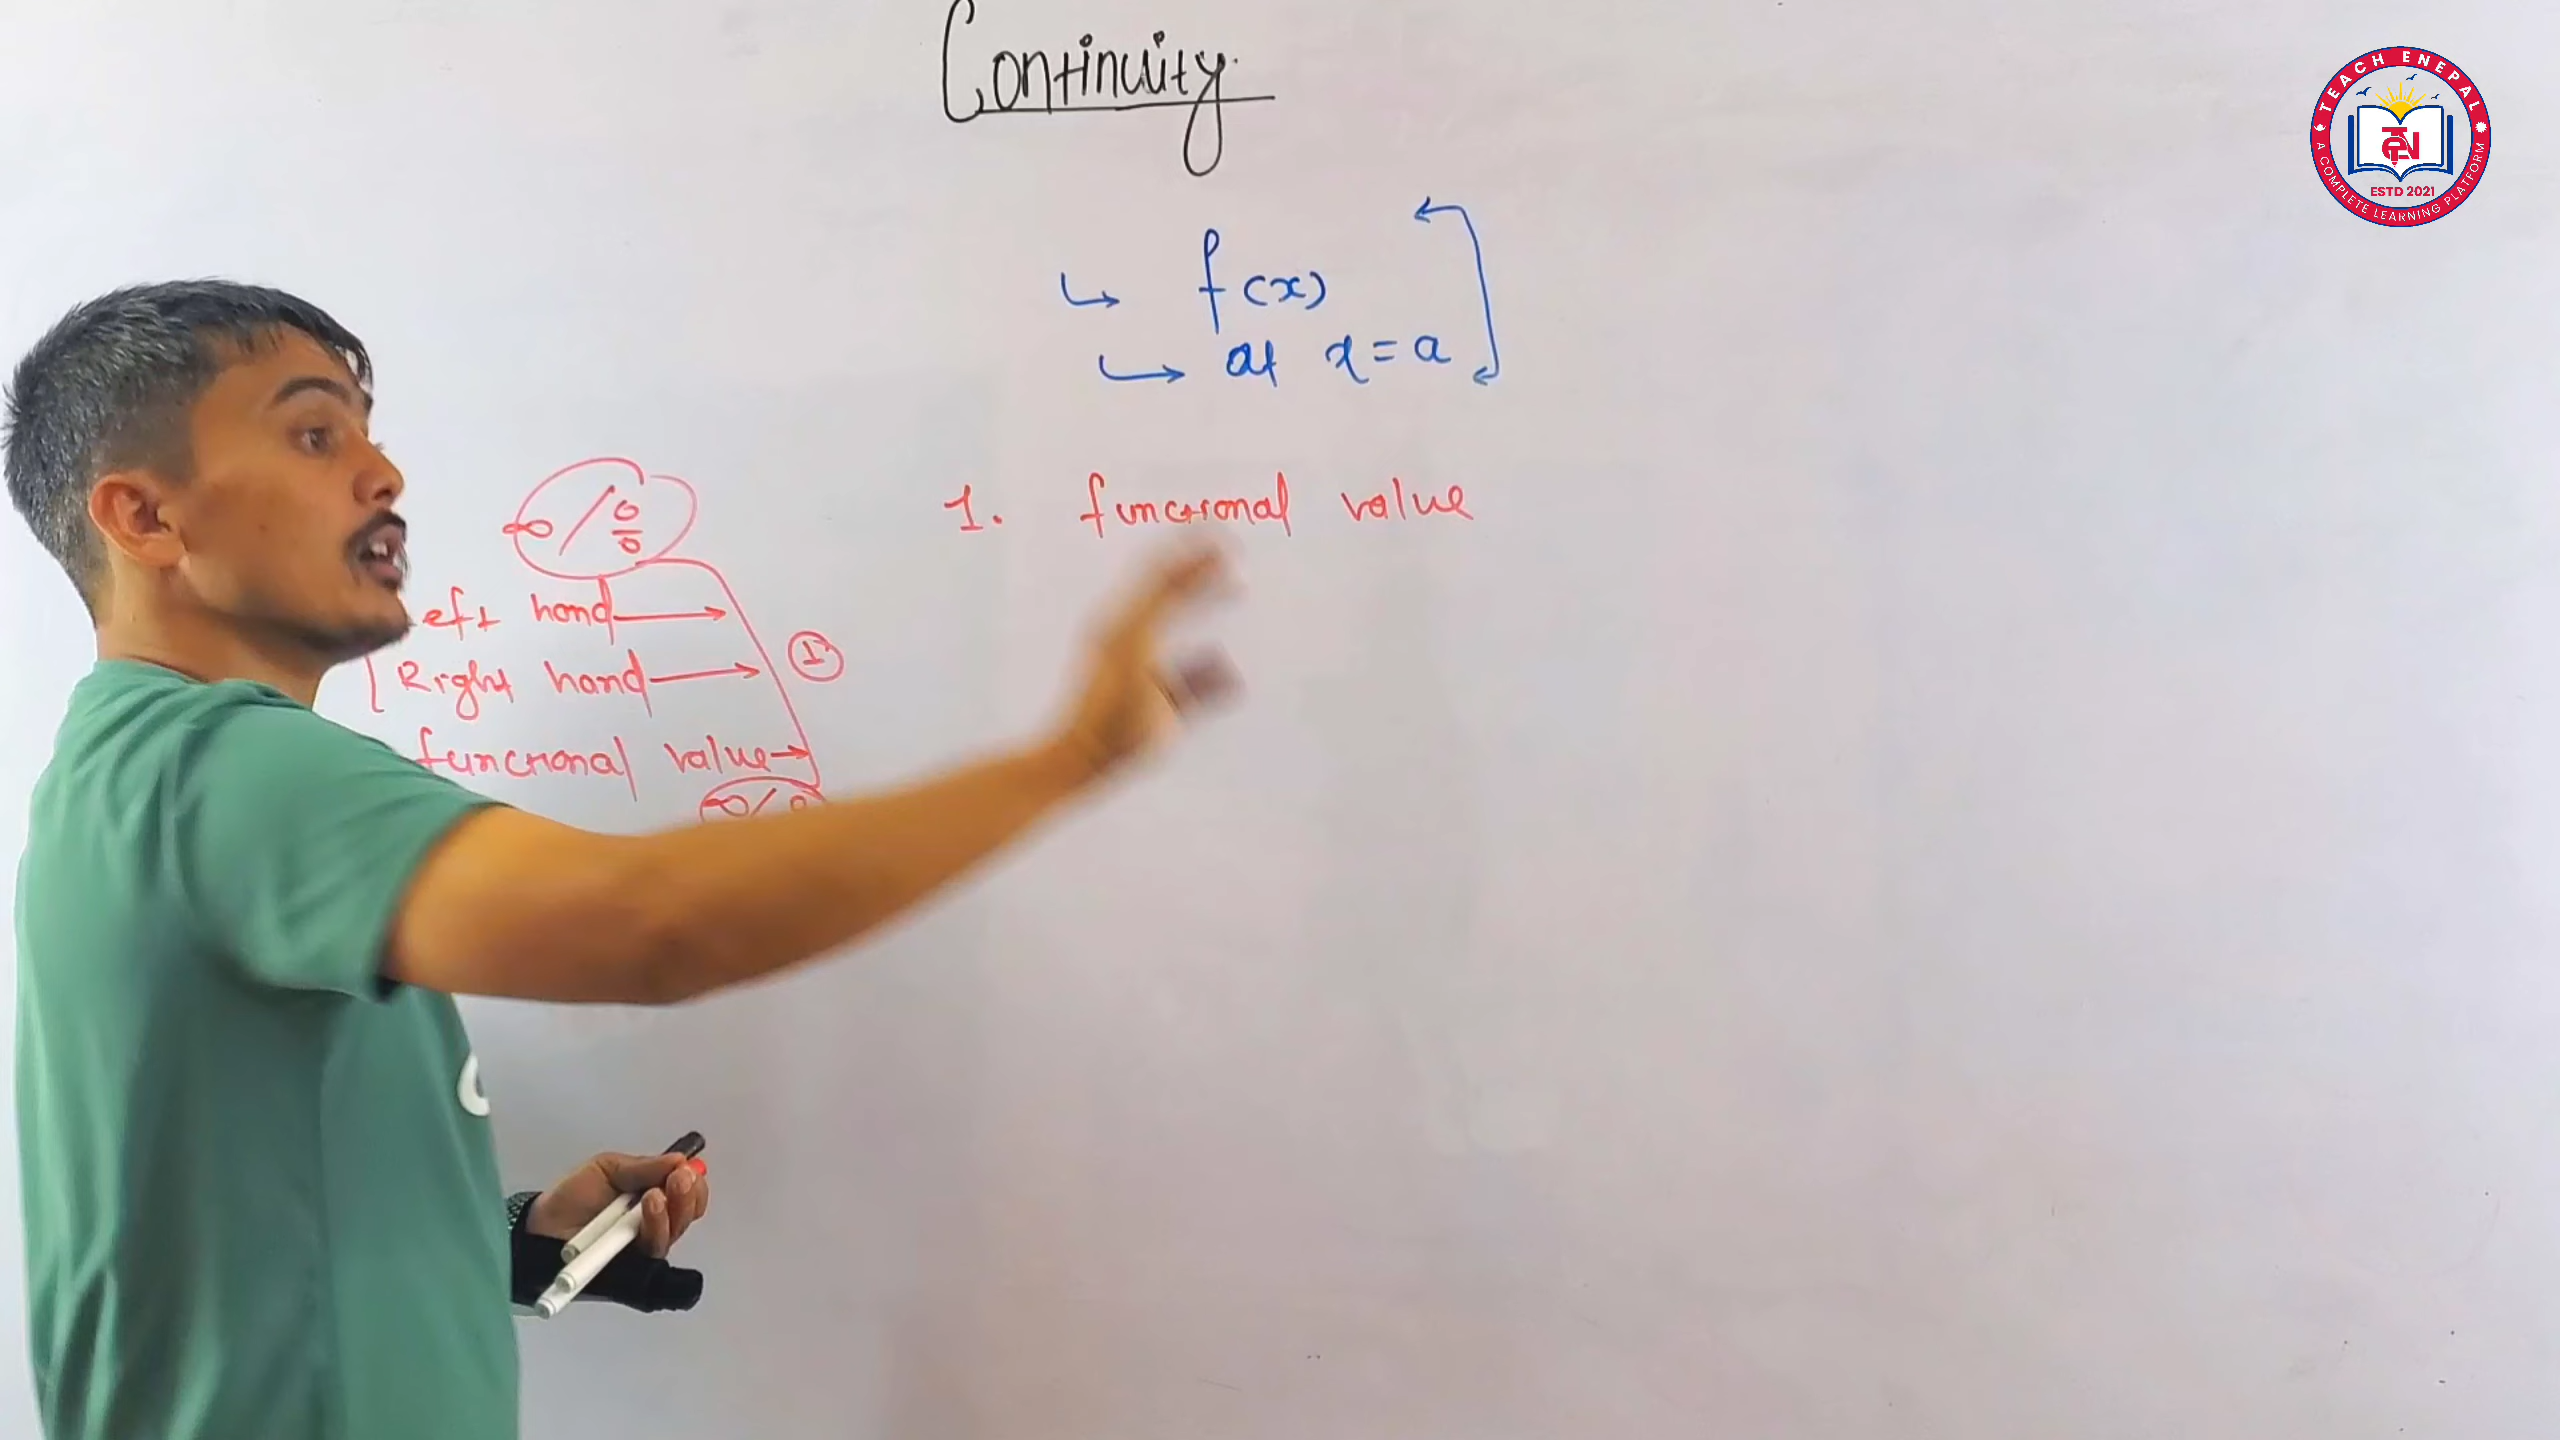 Continuity.
f(x)
at x = a
∞ / 0/0
eft hand
Right hand
functional value
1
1. functional value
TEACH ENEPAL
TEN
ESTD 2021
A COMPLETE LEARNING PLATFORM